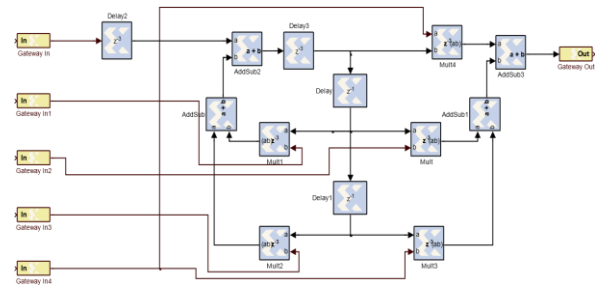 Delay2
Delay3
In
Gateway In
z-3
a
b
a + b
AddSub2
z-3
a
b
z-3(ab)
Mult4
a
b
a + b
AddSub3
Out
Gateway Out
Delay
z-1
In
Gateway In1
AddSub
a + b
AddSub1
a + b
(ab)z-3
a
b
Mult1
a
b
z-3(ab)
Mult
In
Gateway In2
Delay1
z-1
In
Gateway In3
(ab)z-3
a
b
Mult2
a
b
z-3(ab)
Mult3
In
Gateway In4